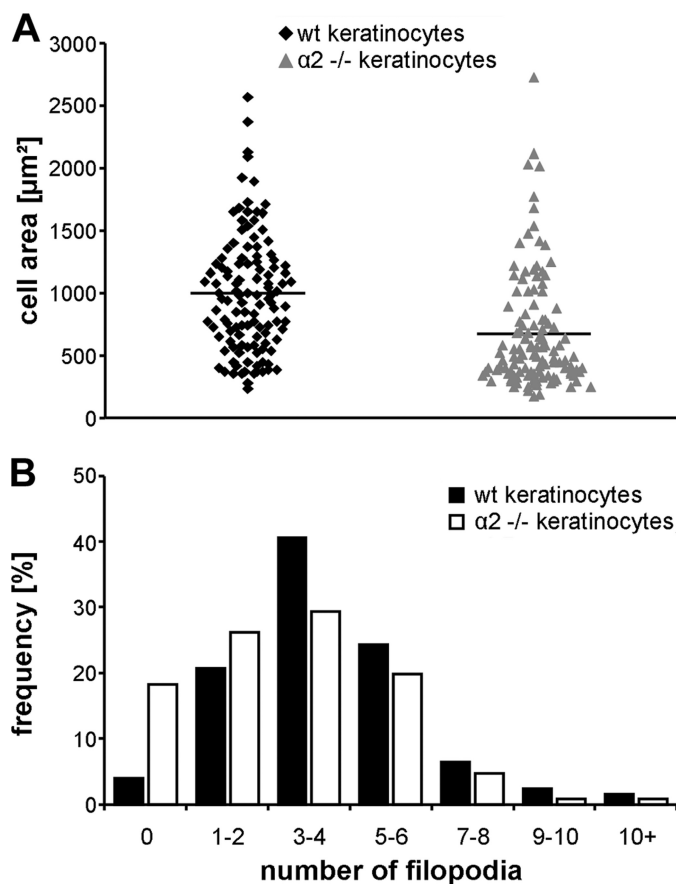 A
wt keratinocytes
α2 -/- keratinocytes
3000
2500
2000
1500
1000
500
0
cell area [µm²]
B
wt keratinocytes
α2 -/- keratinocytes
50
40
30
20
10
0
frequency [%]
0 1-2 3-4 5-6 7-8 9-10 10+
number of filopodia